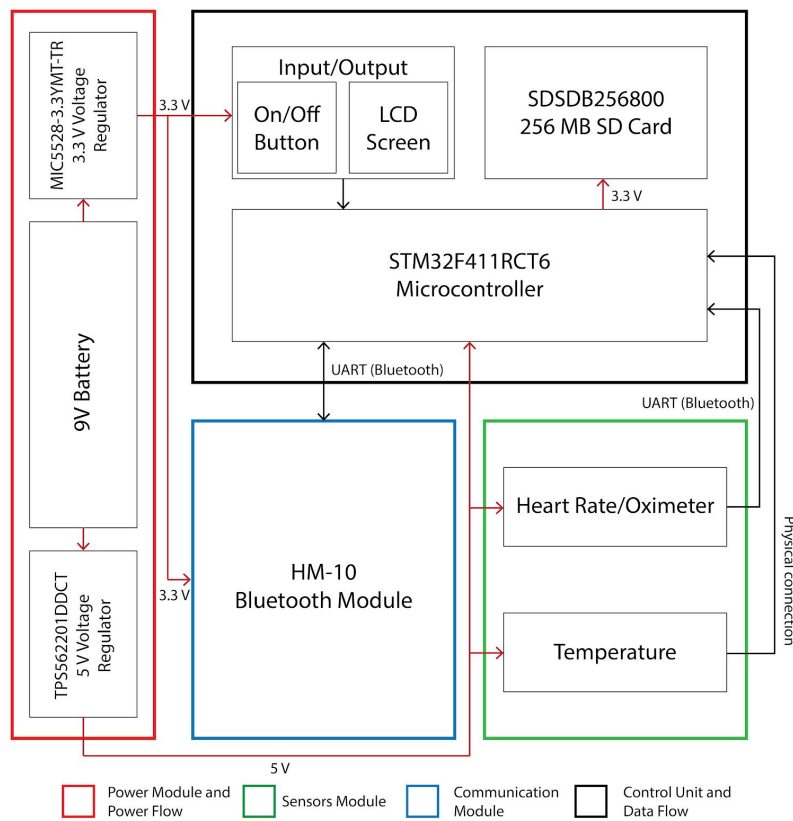 MIC5528-3.3YMT-TR
3.3 V Voltage
Regulator
9V Battery
TPS562201DDCT
5 V Voltage
Regulator
3.3 V
Input/Output
On/Off
Button
LCD
Screen
SDSDB256800
256 MB SD Card
3.3 V
STM32F411RCT6
Microcontroller
UART (Bluetooth)
UART (Bluetooth)
HM-10
Bluetooth Module
3.3 V
Heart Rate/Oximeter
Temperature
Physical connection
5 V
Power Module and
Power Flow
Sensors Module
Communication
Module
Control Unit and
Data Flow